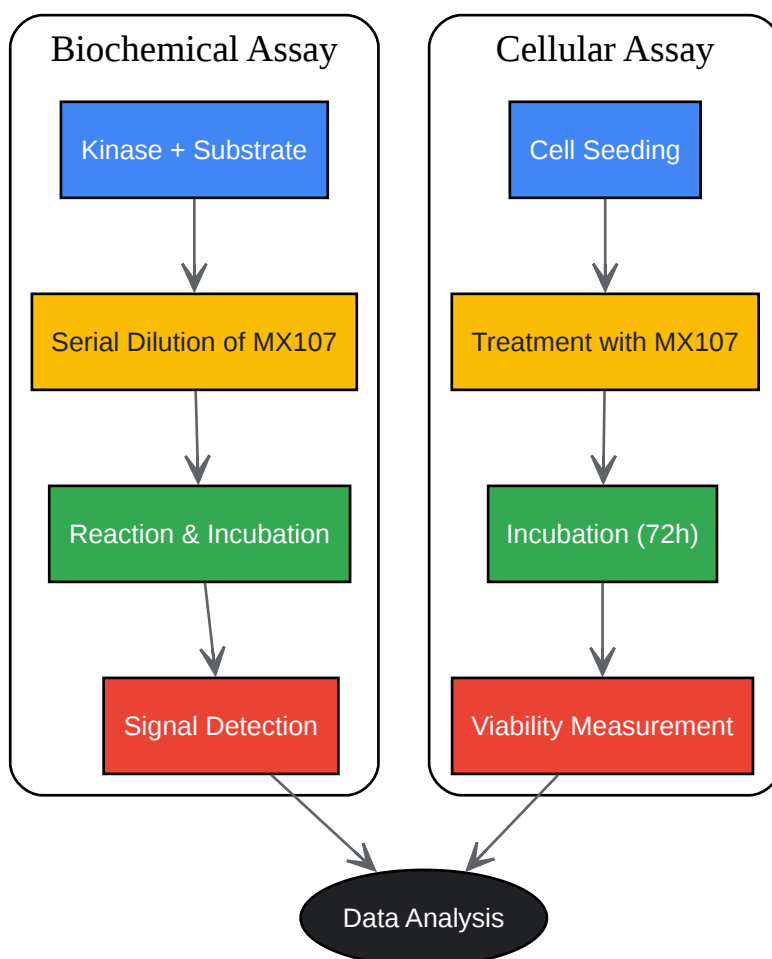 Biochemical Assay
Kinase + Substrate
Serial Dilution of MX107
Reaction & Incubation
Signal Detection
Cellular Assay
Cell Seeding
Treatment with MX107
Incubation (72h)
Viability Measurement
Data Analysis